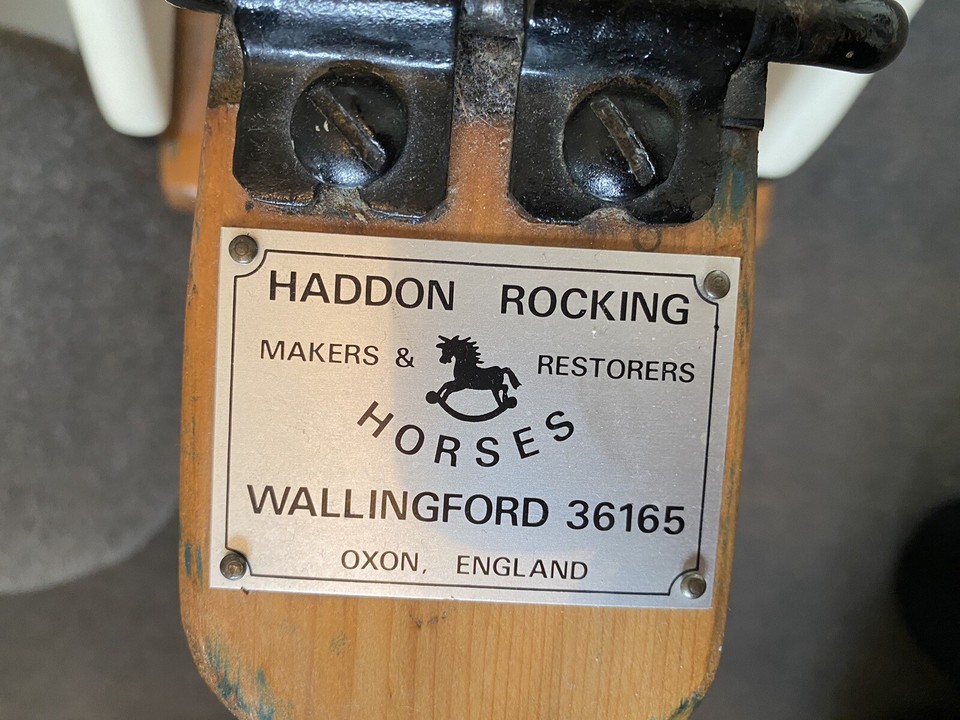 HADDON ROCKING
MAKERS & RESTORERS
HORSES
WALLINGFORD 36165
OXON, ENGLAND